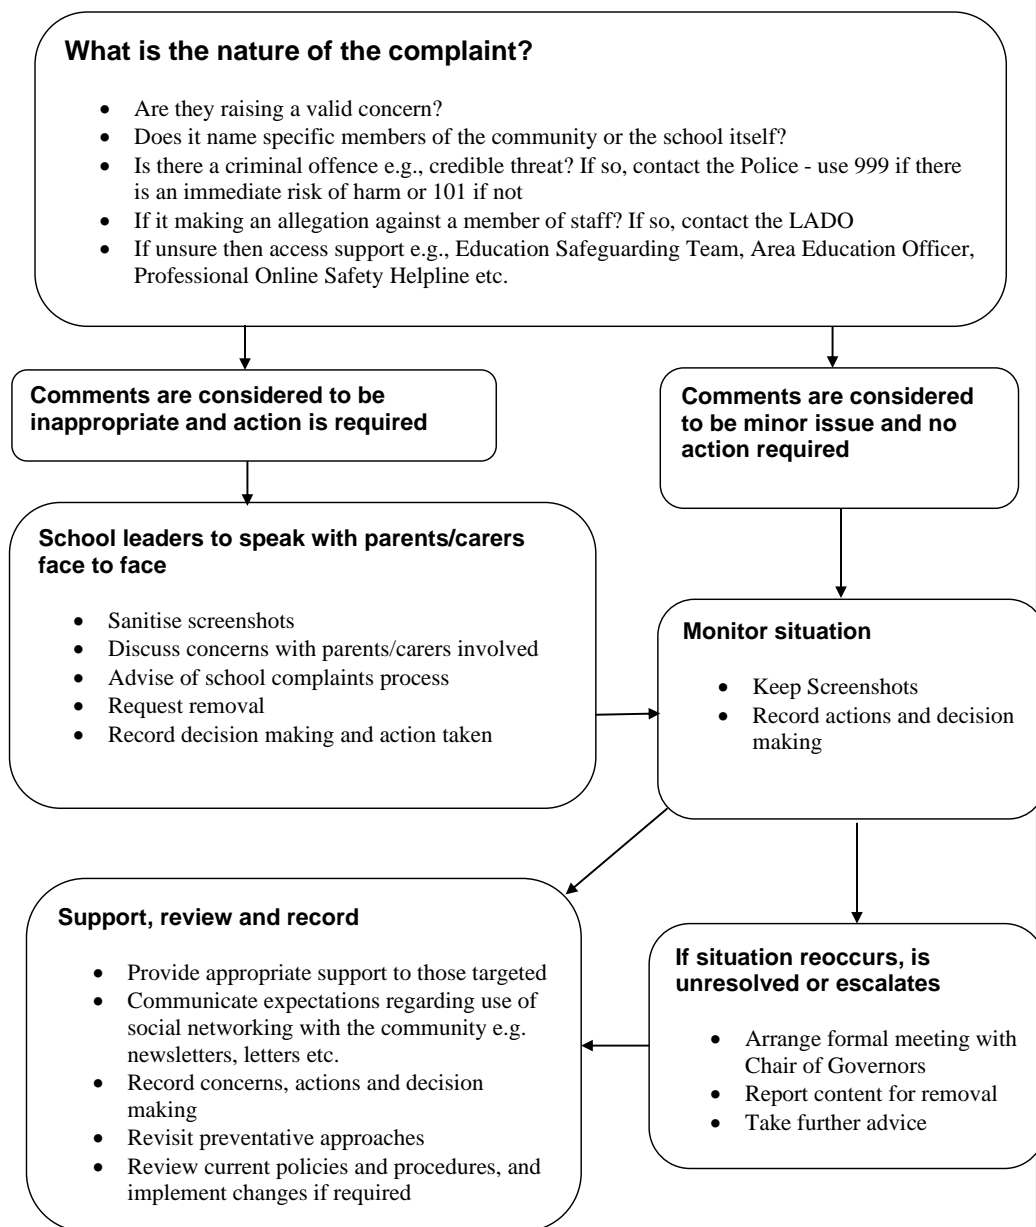 What is the nature of the complaint?
• Are they raising a valid concern?
• Does it name specific members of the community or the school itself?
• Is there a criminal offence e.g., credible threat? If so, contact the Police - use 999 if there
is an immediate risk of harm or 101 if not
• If it making an allegation against a member of staff? If so, contact the LADO
• If unsure then access support e.g., Education Safeguarding Team, Area Education Officer,
Professional Online Safety Helpline etc.
Comments are considered to be
inappropriate and action is required
Comments are considered
to be minor issue and no
action required
School leaders to speak with parents/carers
face to face
• Sanitise screenshots
• Discuss concerns with parents/carers involved
• Advise of school complaints process
• Request removal
• Record decision making and action taken
Monitor situation
• Keep Screenshots
• Record actions and decision
making
Support, review and record
• Provide appropriate support to those targeted
• Communicate expectations regarding use of
social networking with the community e.g.
newsletters, letters etc.
• Record concerns, actions and decision
making
• Revisit preventative approaches
• Review current policies and procedures, and
implement changes if required
If situation reoccurs, is
unresolved or escalates
• Arrange formal meeting with
Chair of Governors
• Report content for removal
• Take further advice